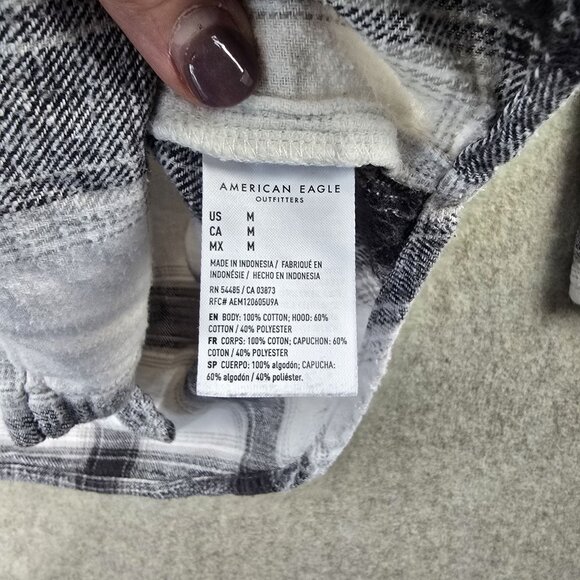 AMERICAN EAGLE
OUTFITTERS
US M
CA M
MX M
MADE IN INDONESIA / FABRIQUÉ EN
INDONÉSIE / HECHO EN INDONESIA
RN 54485 / CA 03873
RFC# AEM120605U9A
EN BODY: 100% COTTON; HOOD: 60%
COTTON / 40% POLYESTER
FR CORPS: 100% COTON; CAPUCHON: 60%
COTON / 40% POLYESTER
SP CUERPO: 100% algodón; CAPUCHA:
60% algodón / 40% poliéster.